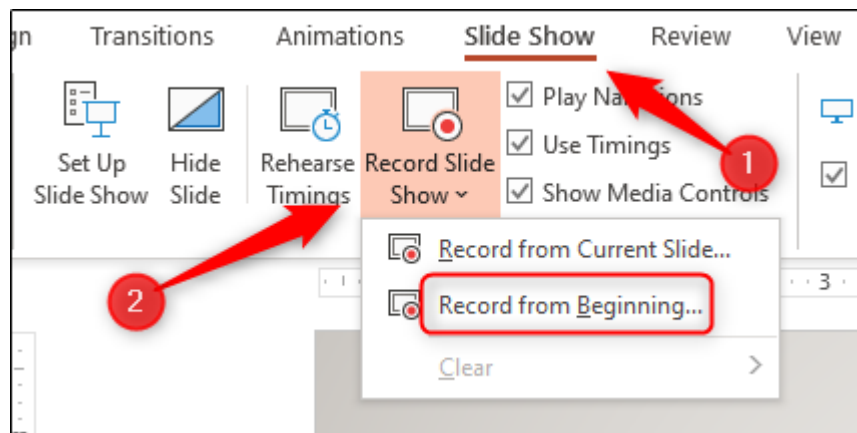 gn Transitions Animations Slide Show Review View
Set Up
Slide Show
Hide
Slide
Rehearse
Timings
Record Slide
Show
Play Narrations
Use Timings
Show Media Controls
1
2
Record from Current Slide...
Record from Beginning...
Clear
3